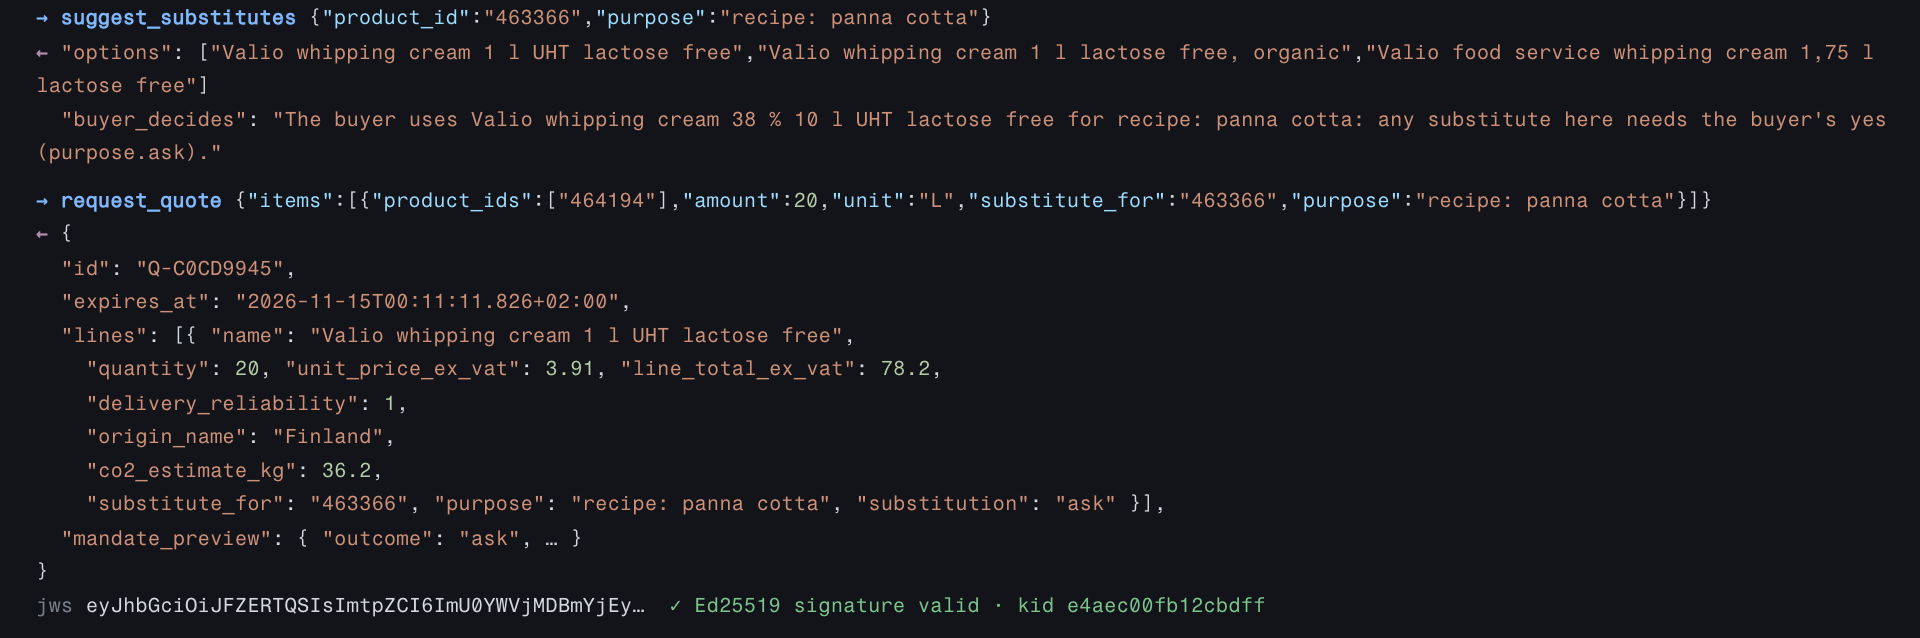 → suggest_substitutes {"product_id":"463366","purpose":"recipe: panna cotta"}
← "options": ["Valio whipping cream 1 l UHT lactose free","Valio whipping cream 1 l lactose free, organic","Valio food service whipping cream 1,75 l
lactose free"]
"buyer_decides": "The buyer uses Valio whipping cream 38 % 10 l UHT lactose free for recipe: panna cotta: any substitute here needs the buyer's yes
(purpose.ask)."
→ request_quote {"items":[{"product_ids":["464194"],"amount":20,"unit":"L","substitute_for":"463366","purpose":"recipe: panna cotta"}]}
← {
"id": "Q-C0CD9945",
"expires_at": "2026-11-15T00:11:11.826+02:00",
"lines": [{ "name": "Valio whipping cream 1 l UHT lactose free",
"quantity": 20, "unit_price_ex_vat": 3.91, "line_total_ex_vat": 78.2,
"delivery_reliability": 1,
"origin_name": "Finland",
"co2_estimate_kg": 36.2,
"substitute_for": "463366", "purpose": "recipe: panna cotta", "substitution": "ask" }],
"mandate_preview": { "outcome": "ask", … }
}
jws eyJhbGciOiJFZERTQSIsImtpZCI6ImU0YWVjMDBmYjEy… ✓ Ed25519 signature valid · kid e4aec00fb12cbdff